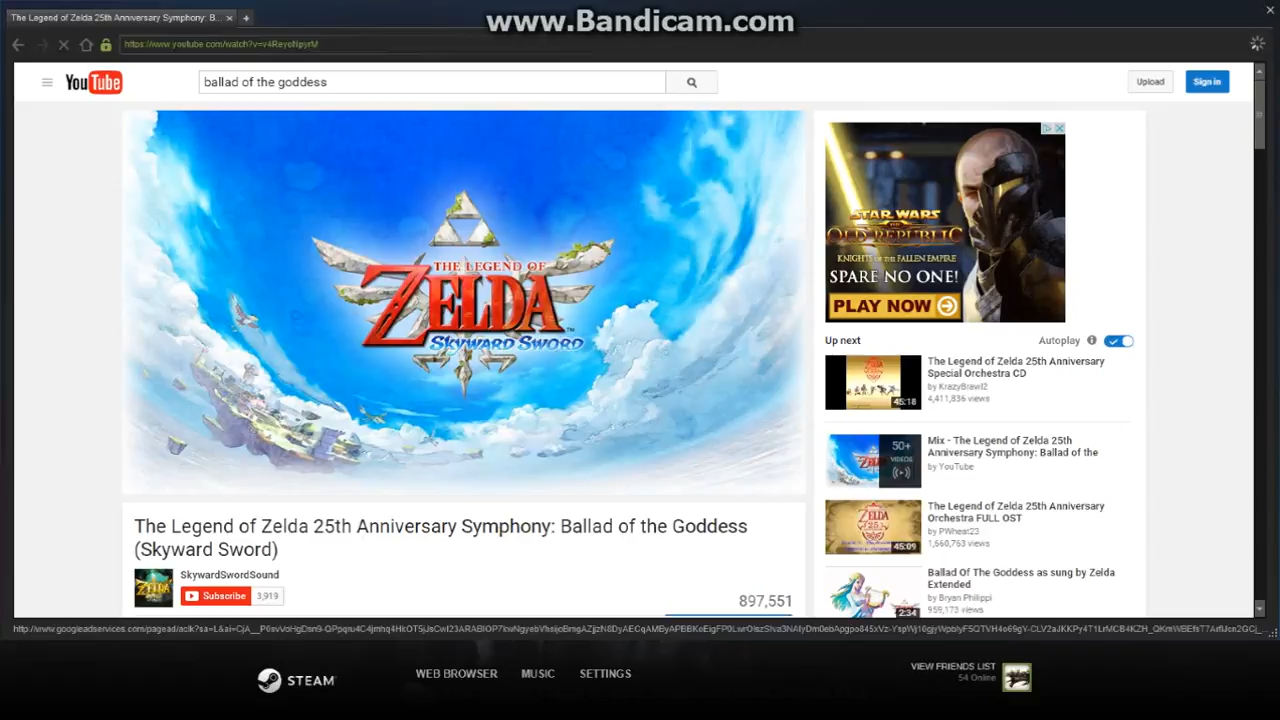 www.Bandicam.com
The Legend of Zelda 25th Anniversary Symphony: B...
https://www.youtube.com/watch?v=v4ReyoNpyrM
YouTube
ballad of the goddess
Upload
Sign in
THE LEGEND OF
ZELDA
SKYWARD SWORD
STAR WARS
THE
OLD REPUBLIC
KNIGHTS OF THE FALLEN EMPIRE
SPARE NO ONE!
PLAY NOW
Up next
Autoplay
The Legend of Zelda 25th Anniversary
Special Orchestra CD
by KrazyBrawl2
4,411,836 views
45:18
Mix - The Legend of Zelda 25th
Anniversary Symphony: Ballad of the
by YouTube
50+
VIDEOS
The Legend of Zelda 25th Anniversary
Orchestra FULL OST
by PWheat23
1,660,763 views
45:09
Ballad Of The Goddess as sung by Zelda
Extended
by Bryan Philippi
959,173 views
2:34
The Legend of Zelda 25th Anniversary Symphony: Ballad of the Goddess
(Skyward Sword)
SkywardSwordSound
Subscribe
3,919
897,551
STEAM
WEB BROWSER
MUSIC
SETTINGS
VIEW FRIENDS LIST
54 Online